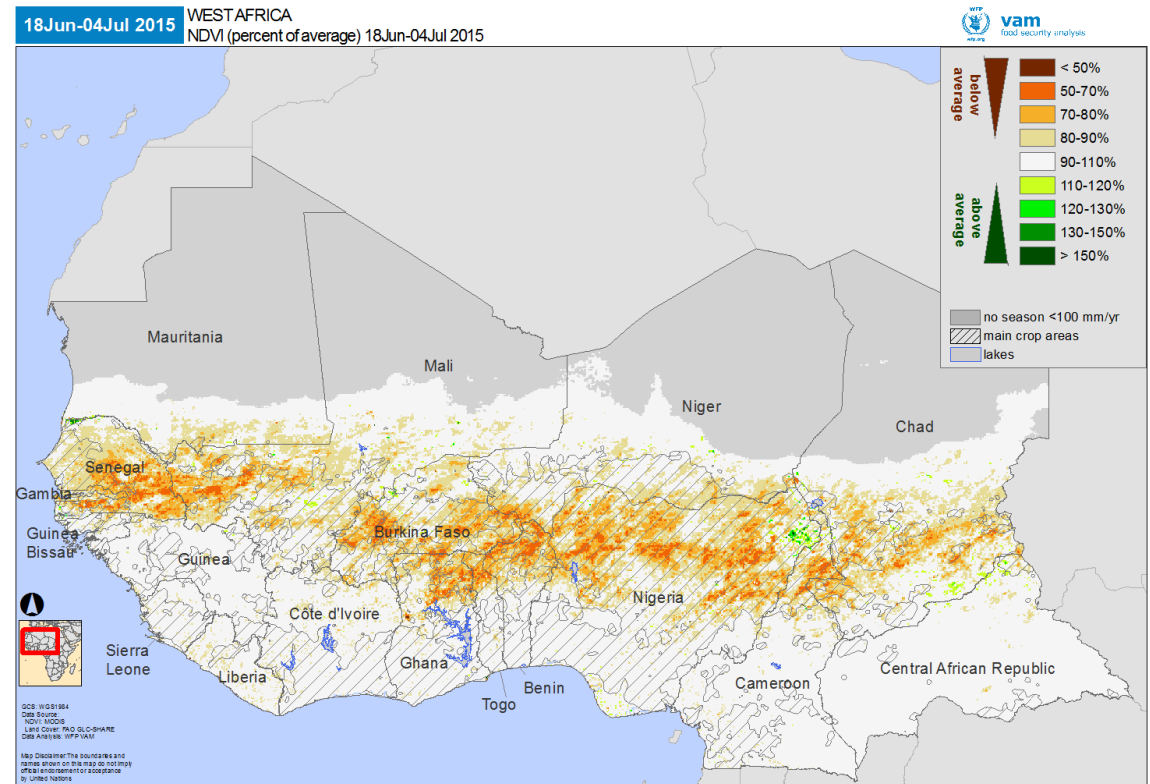 18Jun-04Jul 2015
WEST AFRICA
NDVI (percent of average) 18Jun-04Jul 2015
WFP
wfp.org
vam
food security analysis
below
average
above
average
< 50%
50-70%
70-80%
80-90%
90-110%
110-120%
120-130%
130-150%
> 150%
no season <100 mm/yr
main crop areas
lakes
Mauritania
Mali
Niger
Chad
Senegal
Gambia
Guinea
Bissau
Burkina Faso
Guinea
Nigeria
Côte d'Ivoire
Sierra
Leone
Ghana
Liberia
Benin
Togo
Cameroon
Central African Republic
GCS: WGS1984
Data Source:
NDVI: MODIS
Land Cover: FAO GLC-SHARE
Data Analysis: WFP VAM
Map Disclaimer:The boundaries and
names shown on this map do not imply
official endorsement or acceptance
by United Nations